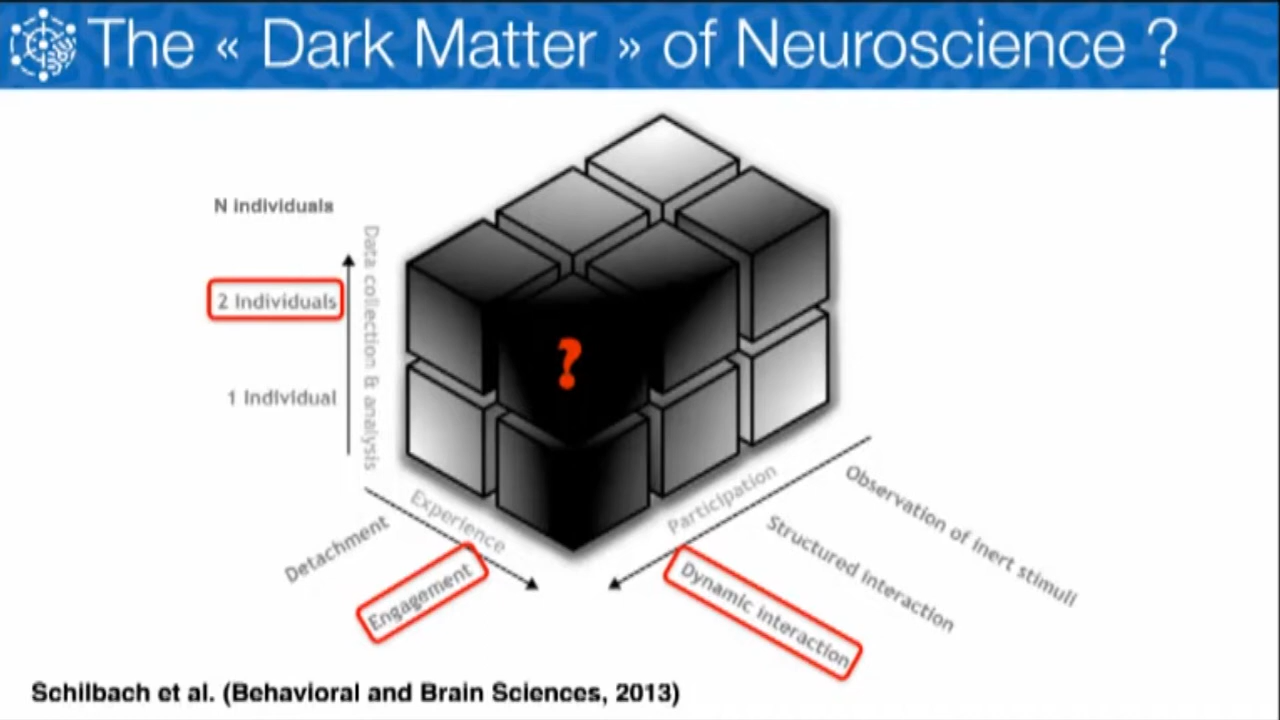 The « Dark Matter » of Neuroscience ?
N individuals
2 Individuals
1 Individual
Data collection & analysis
?
Experience
Detachment
Engagement
Participation
Observation of inert stimuli
Structured interaction
Dynamic interaction
Schilbach et al. (Behavioral and Brain Sciences, 2013)